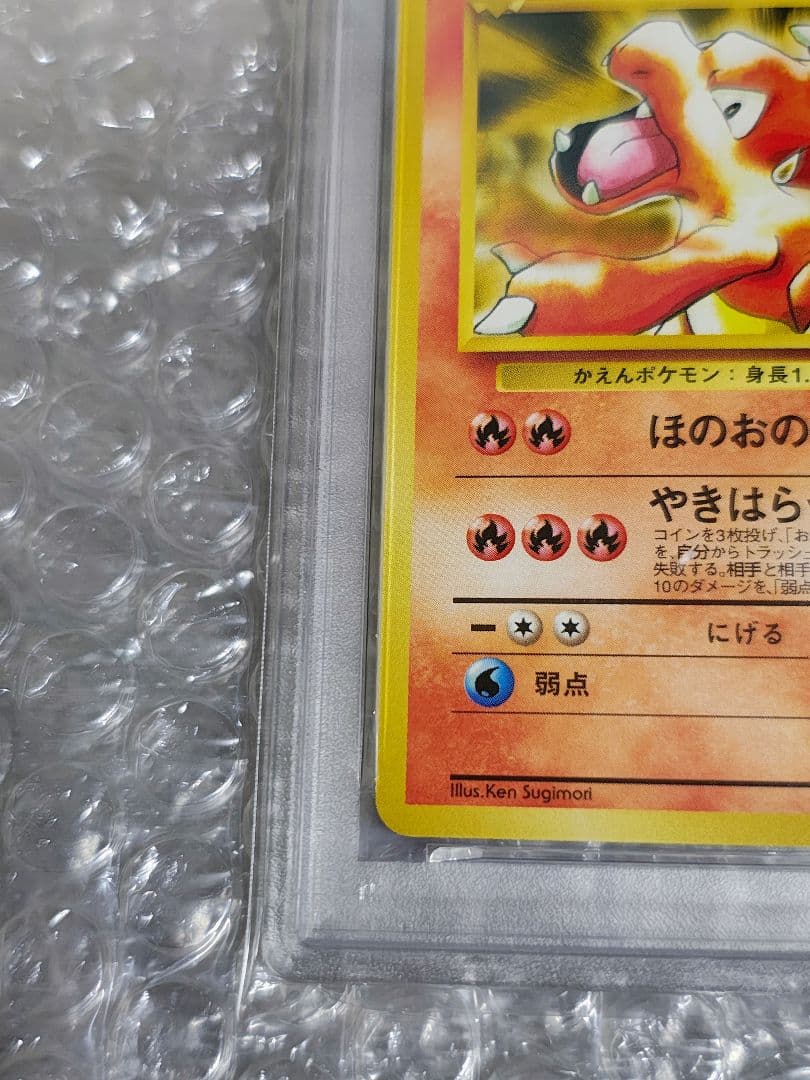 かえんポケモン：身長1.
ほのおの
やきはら
コインを3枚投げ、「お
を、自分からトラッシ
失敗する。相手と相手
10のダメージを、「弱点
にげる
弱点
Illus.Ken Sugimori